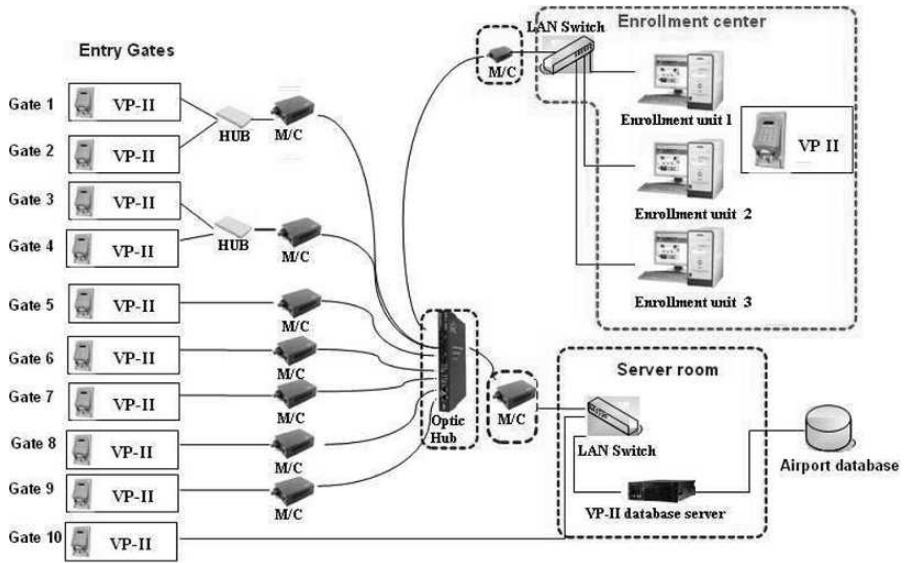 Entry Gates
Gate 1
VP-II
Gate 2
VP-II
HUB
M/C
Gate 3
VP-II
Gate 4
VP-II
HUB
M/C
Gate 5
VP-II
M/C
Gate 6
VP-II
M/C
Gate 7
VP-II
M/C
Gate 8
VP-II
M/C
Gate 9
VP-II
M/C
Gate 10
VP-II
Optic
Hub
M/C
LAN Switch
Enrollment center
Enrollment unit 1
VP II
Enrollment unit 2
Enrollment unit 3
M/C
Server room
LAN Switch
VP-II database server
Airport database